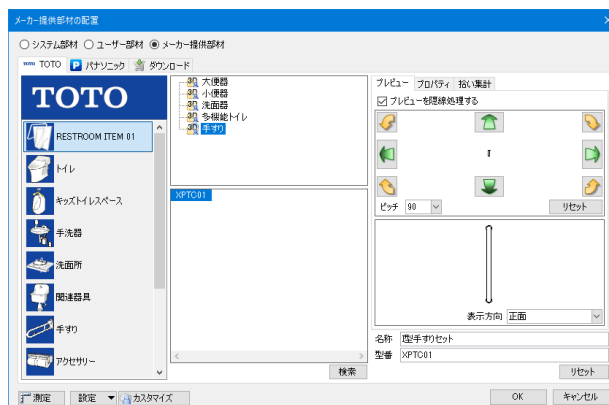 メーカー提供部材の配置
システム部材 ユーザー部材 メーカー提供部材
TOTO TOTO パナソニック ダウンロード
TOTO
RESTROOM ITEM 01
トイレ
キッズトイレスペース
手洗器
洗面所
関連器具
手すり
アクセサリー
大便器
小便器
洗面器
多機能トイレ
手すり
XPTC01
検索
プレビュー プロパティ 拾い集計
プレビューを隠線処理する
ピッチ 90 リセット
表示方向 正面
名称 I型手すりセット
型番 XPTC01
リセット
測定 設定 カスタマイズ
OK キャンセル